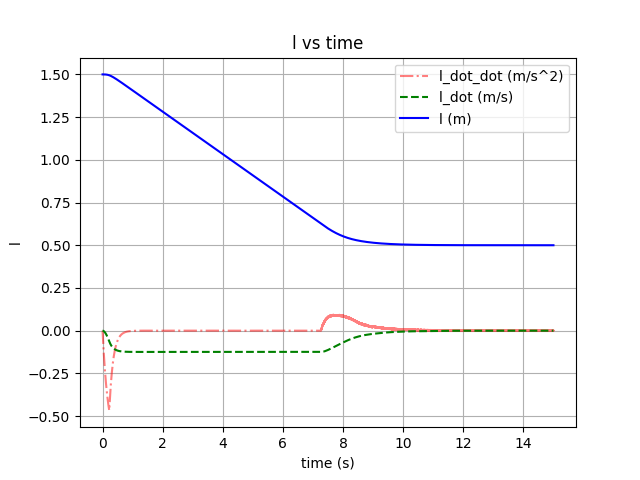 l vs time
l_dot_dot (m/s^2)
l_dot (m/s)
l (m)
1.50
1.25
1.00
0.75
0.50
0.25
0.00
−0.25
−0.50
l
0 2 4 6 8 10 12 14
time (s)